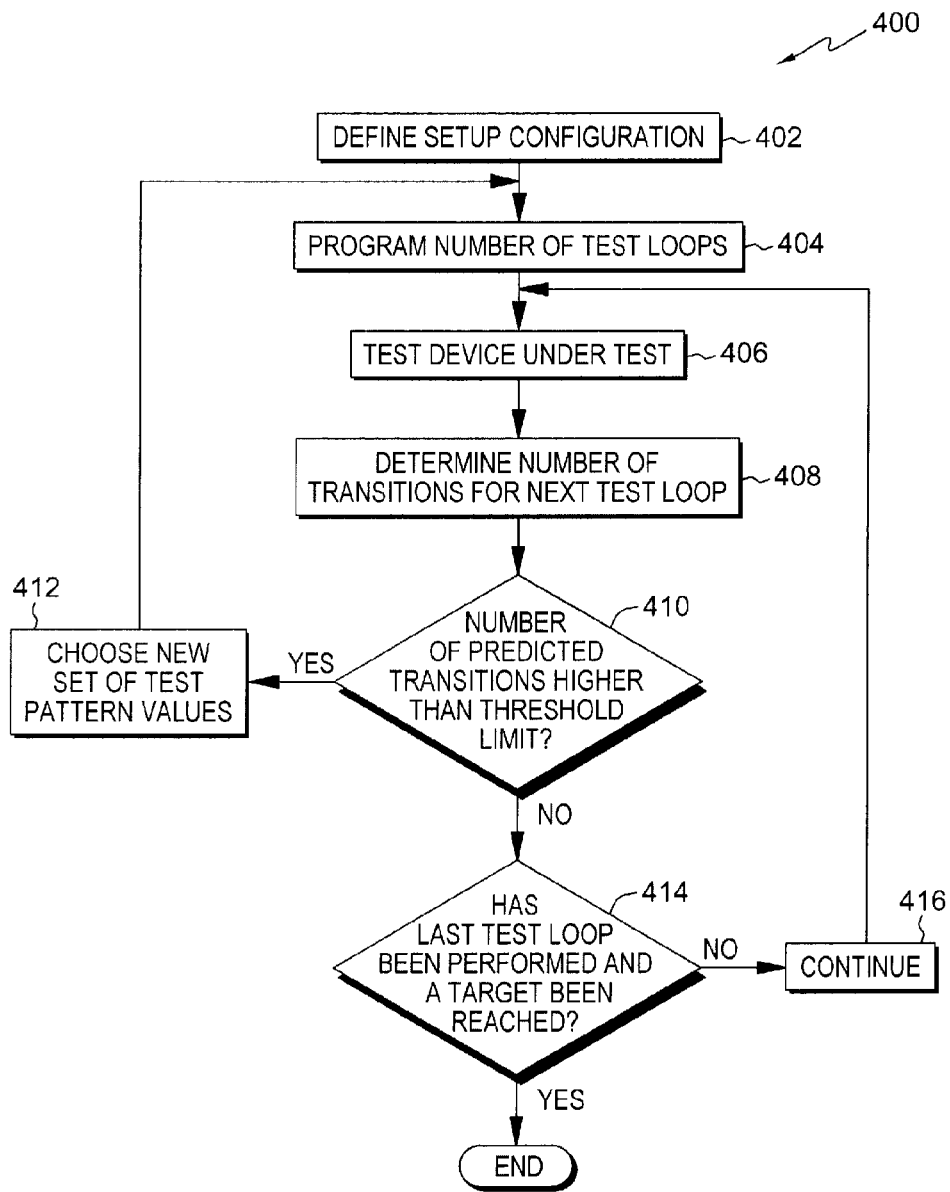 400
DEFINE SETUP CONFIGURATION
402
PROGRAM NUMBER OF TEST LOOPS
404
TEST DEVICE UNDER TEST
406
DETERMINE NUMBER OF
TRANSITIONS FOR NEXT TEST LOOP
408
412
CHOOSE NEW
SET OF TEST
PATTERN VALUES
YES
410
NUMBER
OF PREDICTED
TRANSITIONS HIGHER
THAN THRESHOLD
LIMIT?
NO
414
HAS
LAST TEST LOOP
BEEN PERFORMED AND
A TARGET BEEN
REACHED?
NO
416
CONTINUE
YES
END